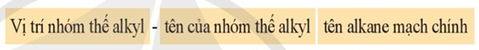 Vị trí nhóm thế alkyl - tên của nhóm thế alkyl tên alkane mạch chính